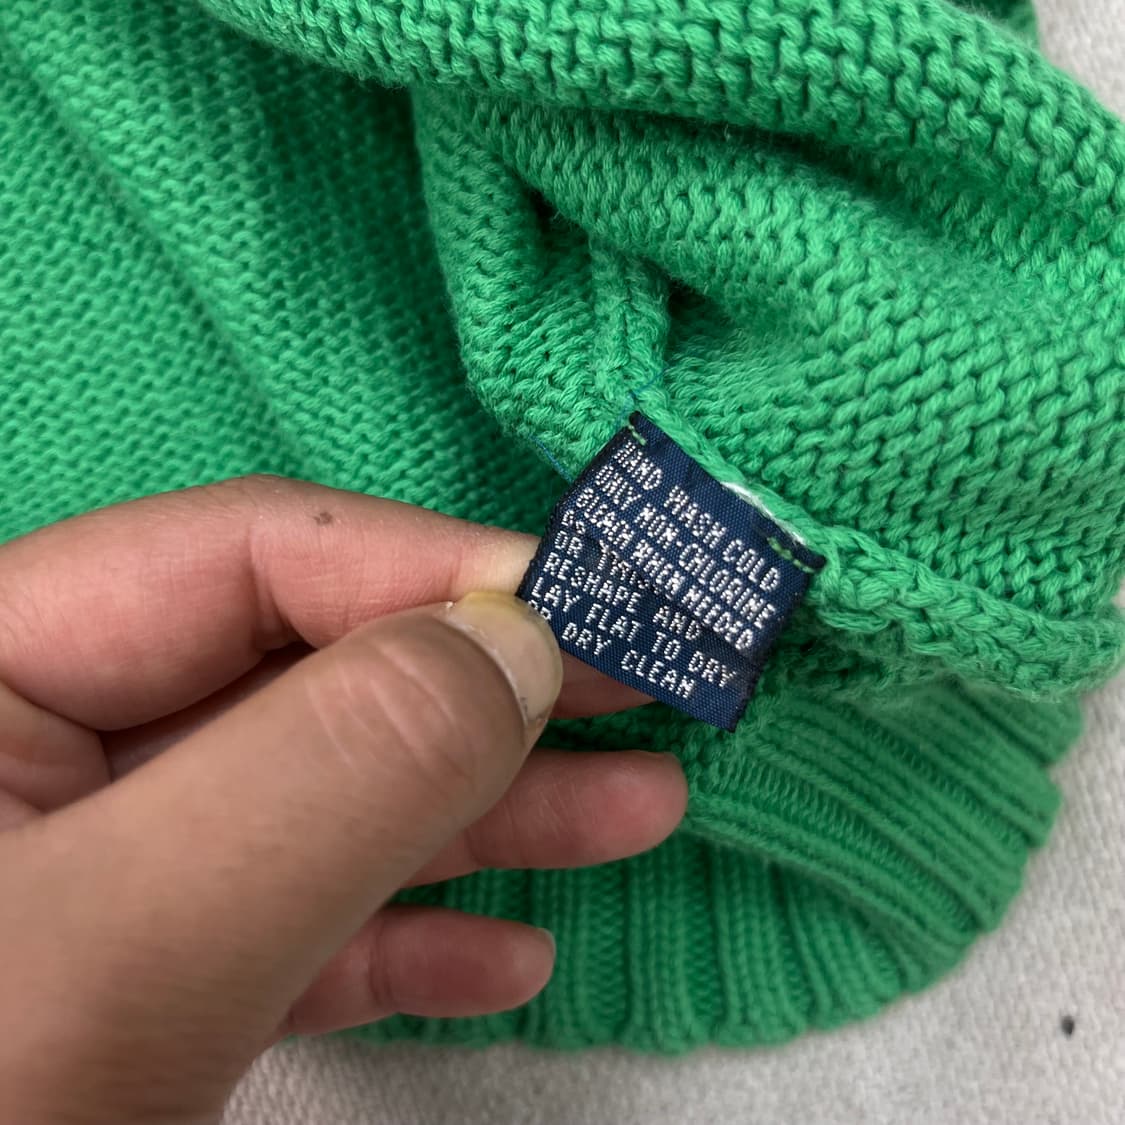 HAND WASH COLD
ONLY NON-CHLORINE
BLEACH WHEN NEEDED
OR
RESHAPE AND
LAY FLAT TO DRY
DRY CLEAN